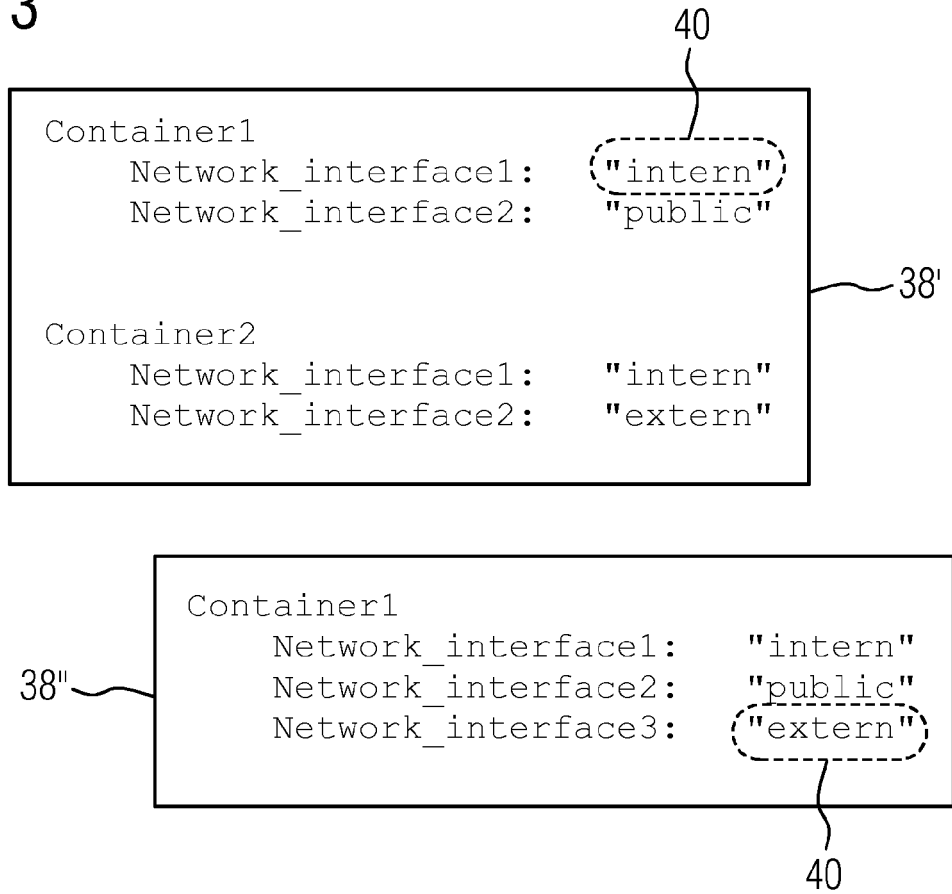 3
40
Container1
Network_interface1: "intern"
Network_interface2: "public"
38'
Container2
Network_interface1: "intern"
Network_interface2: "extern"
Container1
Network_interface1: "intern"
38"
Network_interface2: "public"
Network_interface3: "extern"
40